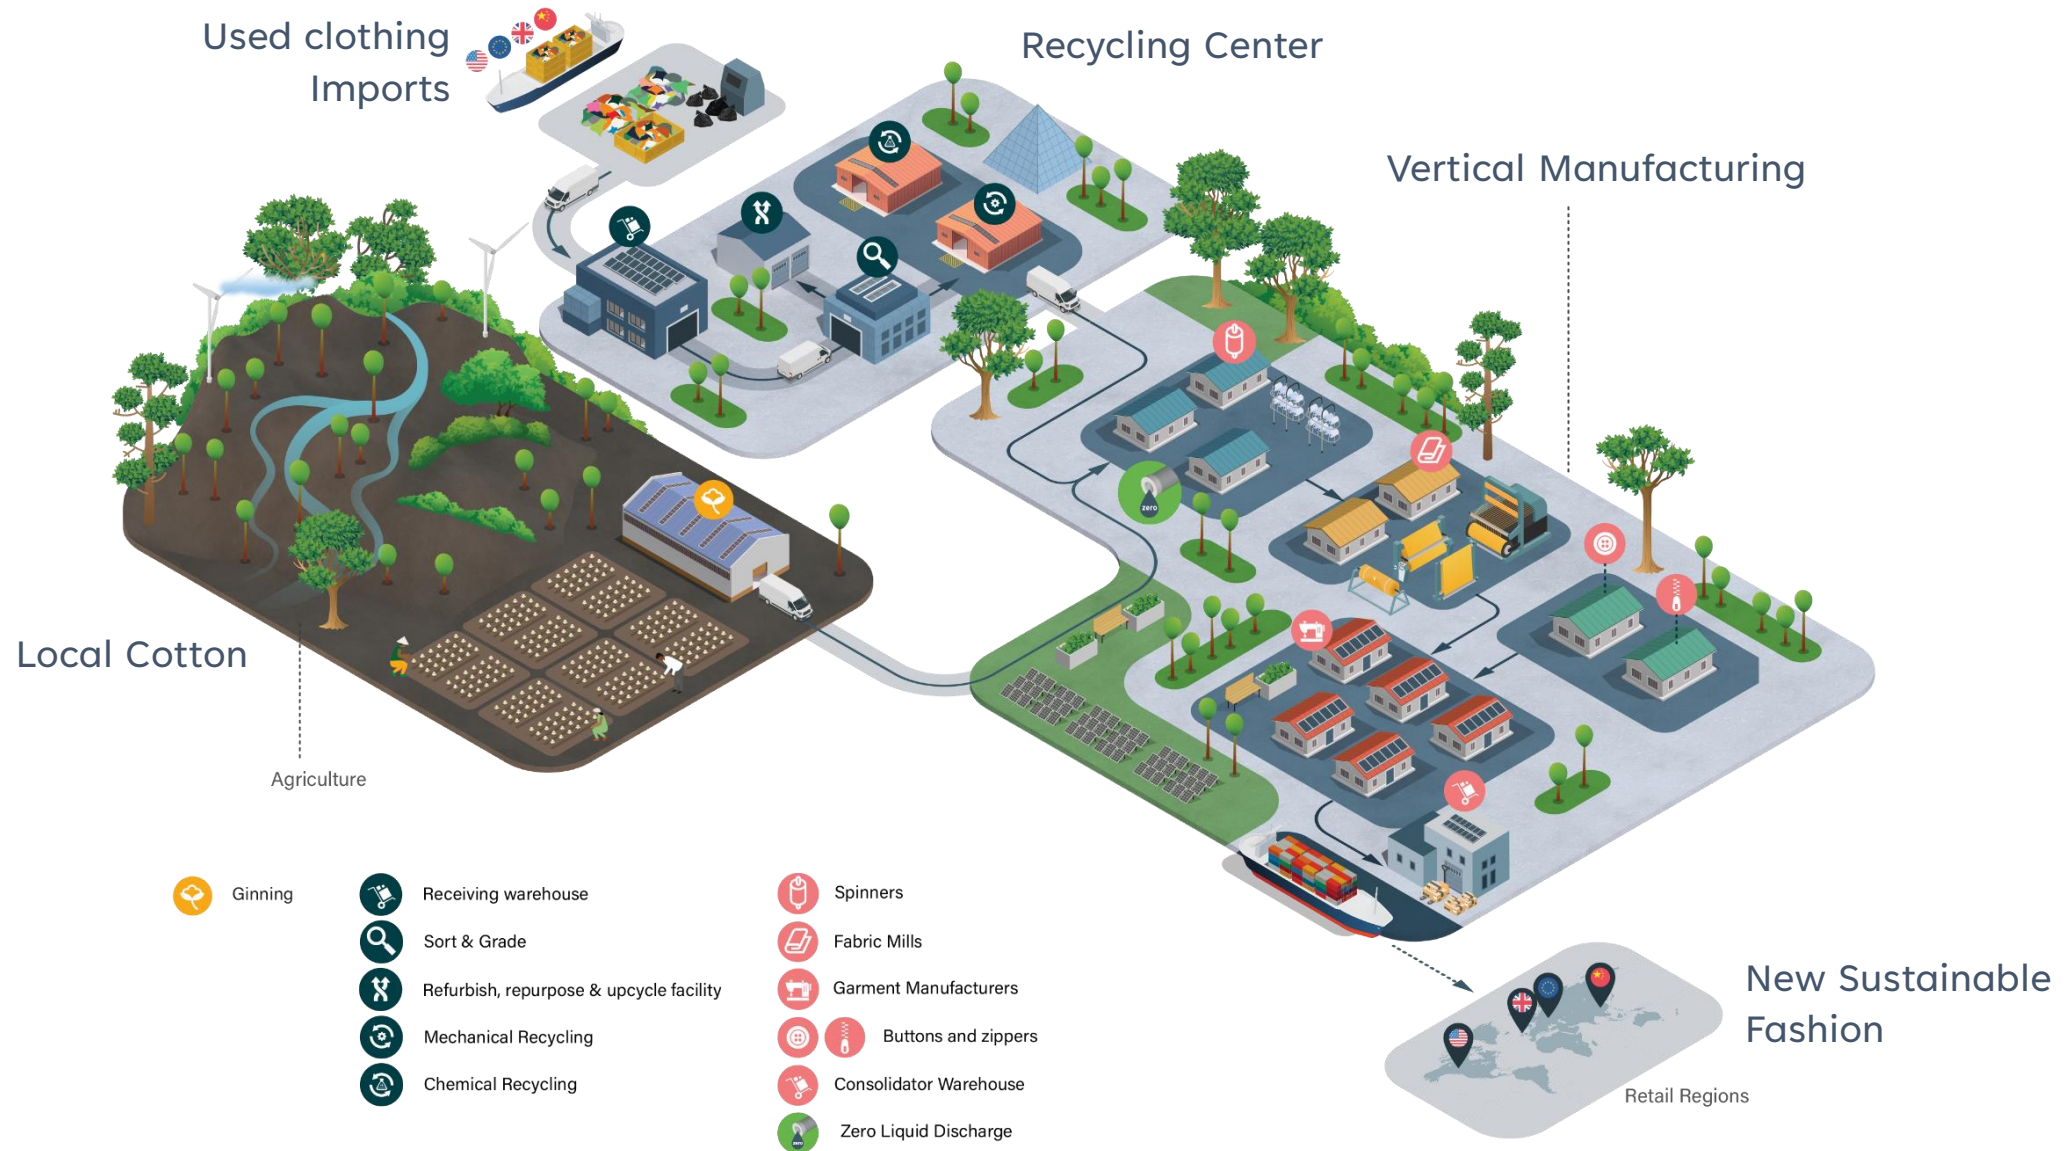 Used clothing
Imports
Recycling Center
Vertical Manufacturing
zero
Local Cotton
Agriculture
Ginning
Receiving warehouse
Sort & Grade
Refurbish, repurpose & upcycle facility
Mechanical Recycling
Chemical Recycling
Spinners
Fabric Mills
Garment Manufacturers
Buttons and zippers
Consolidator Warehouse
zero
Zero Liquid Discharge
New Sustainable
Fashion
Retail Regions